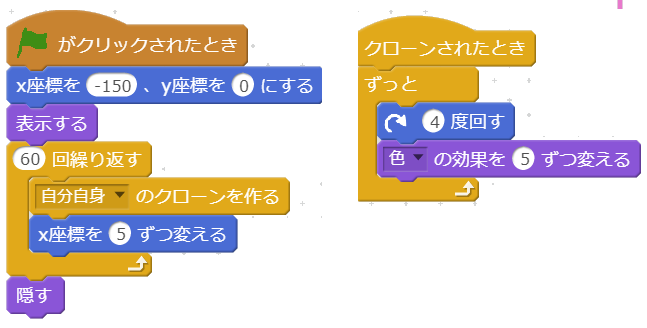 がクリックされたとき
x座標を -150 、y座標を 0 にする
表示する
60 回繰り返す
自分自身 のクローンを作る
x座標を 5 ずつ変える
隠す
クローンされたとき
ずっと
4 度回す
色 の効果を 5 ずつ変える